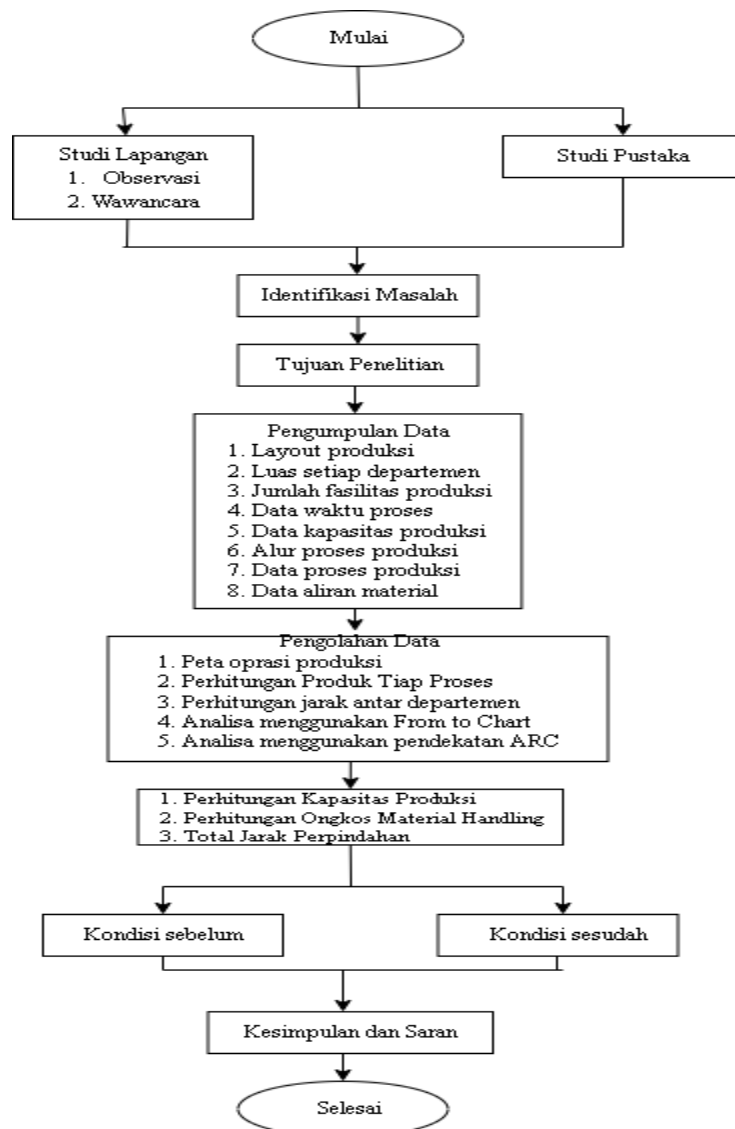 Mulai
Studi Lapangan
1. Observasi
2. Wawancara
Studi Pustaka
Identifikasi Masalah
Tujuan Penelitian
Pengumpulan Data
1. Layout produksi
2. Luas setiap departemen
3. Jumlah fasilitas produksi
4. Data waktu proses
5. Data kapasitas produksi
6. Alur proses produksi
7. Data proses produksi
8. Data aliran material
Pengolahan Data
1. Peta oprasi produksi
2. Perhitungan Produk Tiap Proses
3. Perhitungan jarak antar departemen
4. Analisa menggunakan From to Chart
5. Analisa menggunakan pendekatan ARC
1. Perhitungan Kapasitas Produksi
2. Perhitungan Ongkos Material Handling
3. Total Jarak Perpindahan
Kondisi sebelum
Kondisi sesudah
Kesimpulan dan Saran
Selesai